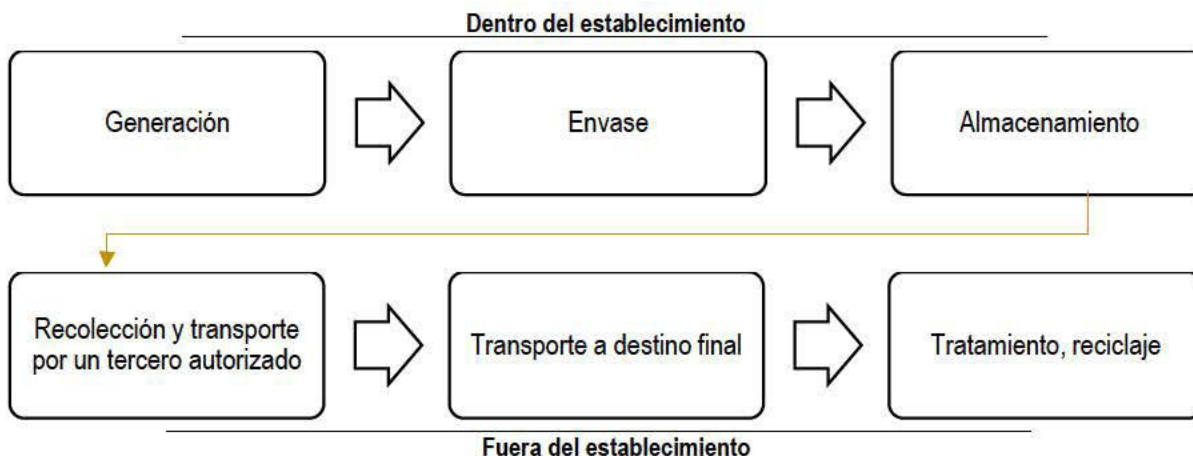 Dentro del establecimiento
Generación
Envase
Almacenamiento
Recolección y transporte
por un tercero autorizado
Transporte a destino final
Tratamiento, reciclaje
Fuera del establecimiento